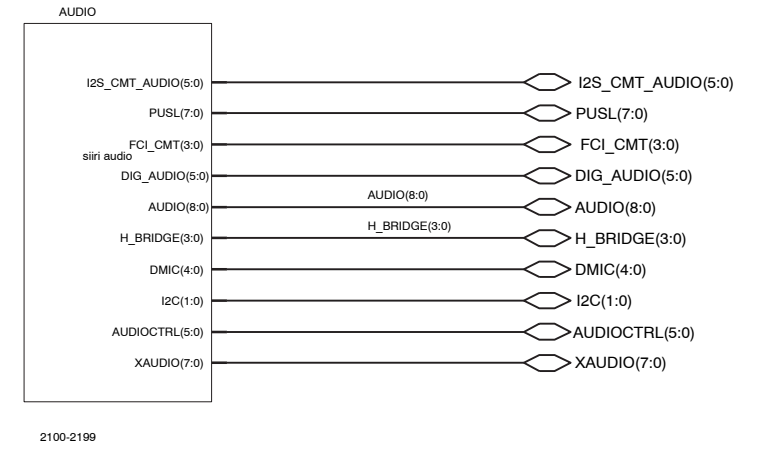 AUDIO
I2S_CMT_AUDIO(5:0) I2S_CMT_AUDIO(5:0)
PUSL(7:0) PUSL(7:0)
FCI_CMT(3:0) FCI_CMT(3:0)
siiri audio
DIG_AUDIO(5:0) DIG_AUDIO(5:0)
AUDIO(8:0) AUDIO(8:0) AUDIO(8:0)
H_BRIDGE(3:0) H_BRIDGE(3:0) H_BRIDGE(3:0)
DMIC(4:0) DMIC(4:0)
I2C(1:0) I2C(1:0)
AUDIOCTRL(5:0) AUDIOCTRL(5:0)
XAUDIO(7:0) XAUDIO(7:0)
2100-2199